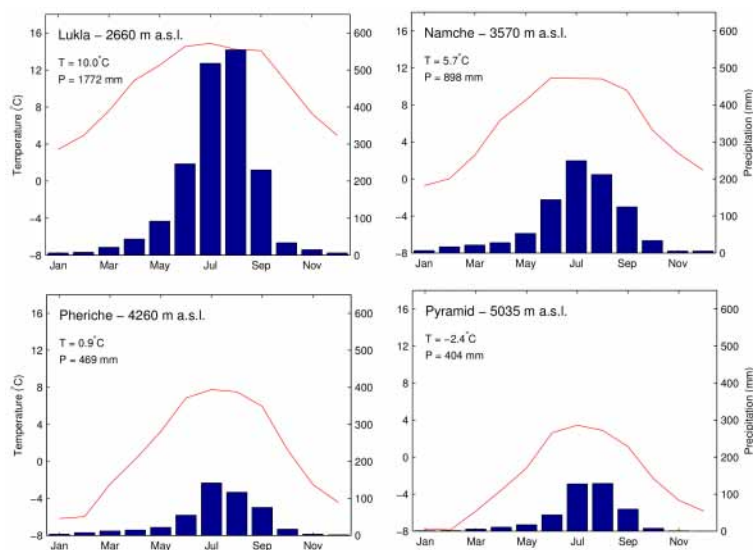 Lukla – 2660 m a.s.l.
T = 10.0°C
P = 1772 mm
16
12
8
4
0
−4
−8
Temperature (°C)
600
500
400
300
200
100
0
Jan Mar May Jul Sep Nov
Namche – 3570 m a.s.l.
T = 5.7°C
P = 898 mm
16
12
8
4
0
−4
−8
600
500
400
300
200
100
0
Precipitation (mm)
Jan Mar May Jul Sep Nov
Pheriche – 4260 m a.s.l.
T = 0.9°C
P = 469 mm
16
12
8
4
0
−4
−8
Temperature (°C)
600
500
400
300
200
100
0
Jan Mar May Jul Sep Nov
Pyramid – 5035 m a.s.l.
T = −2.4°C
P = 404 mm
16
12
8
4
0
−4
−8
600
500
400
300
200
100
0
Precipitation (mm)
Jan Mar May Jul Sep Nov